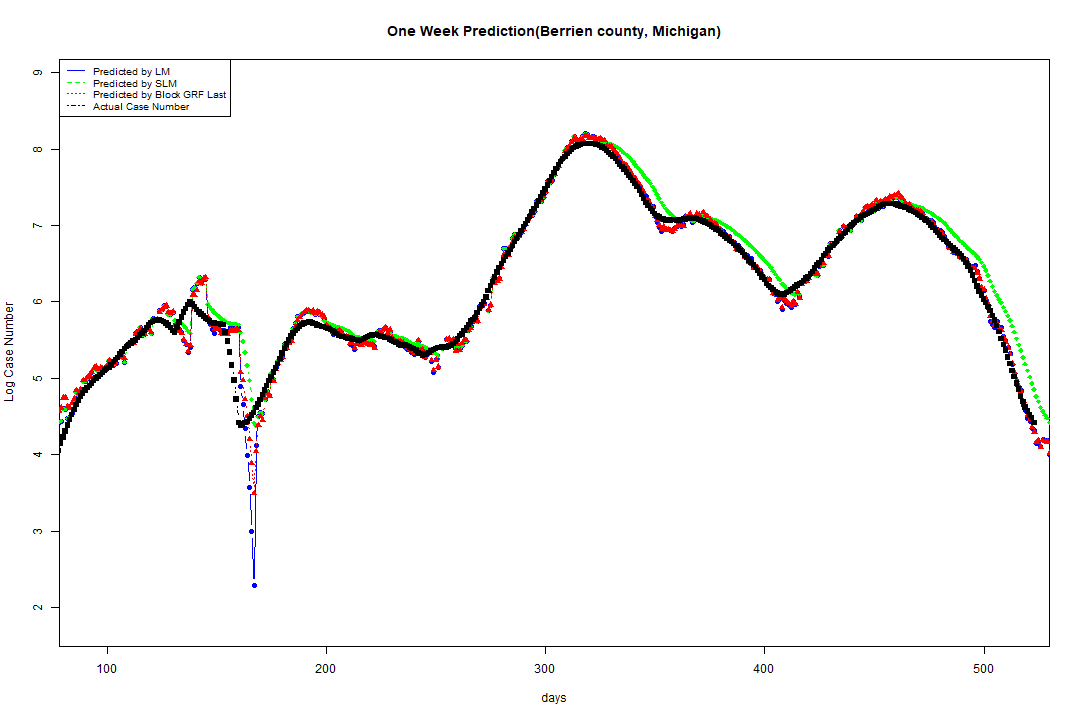 One Week Prediction(Berrien county, Michigan)
Predicted by LM
Predicted by SLM
Predicted by Block GRF Last
Actual Case Number
9
8
7
6
5
4
3
2
Log Case Number
100 200 300 400 500
days